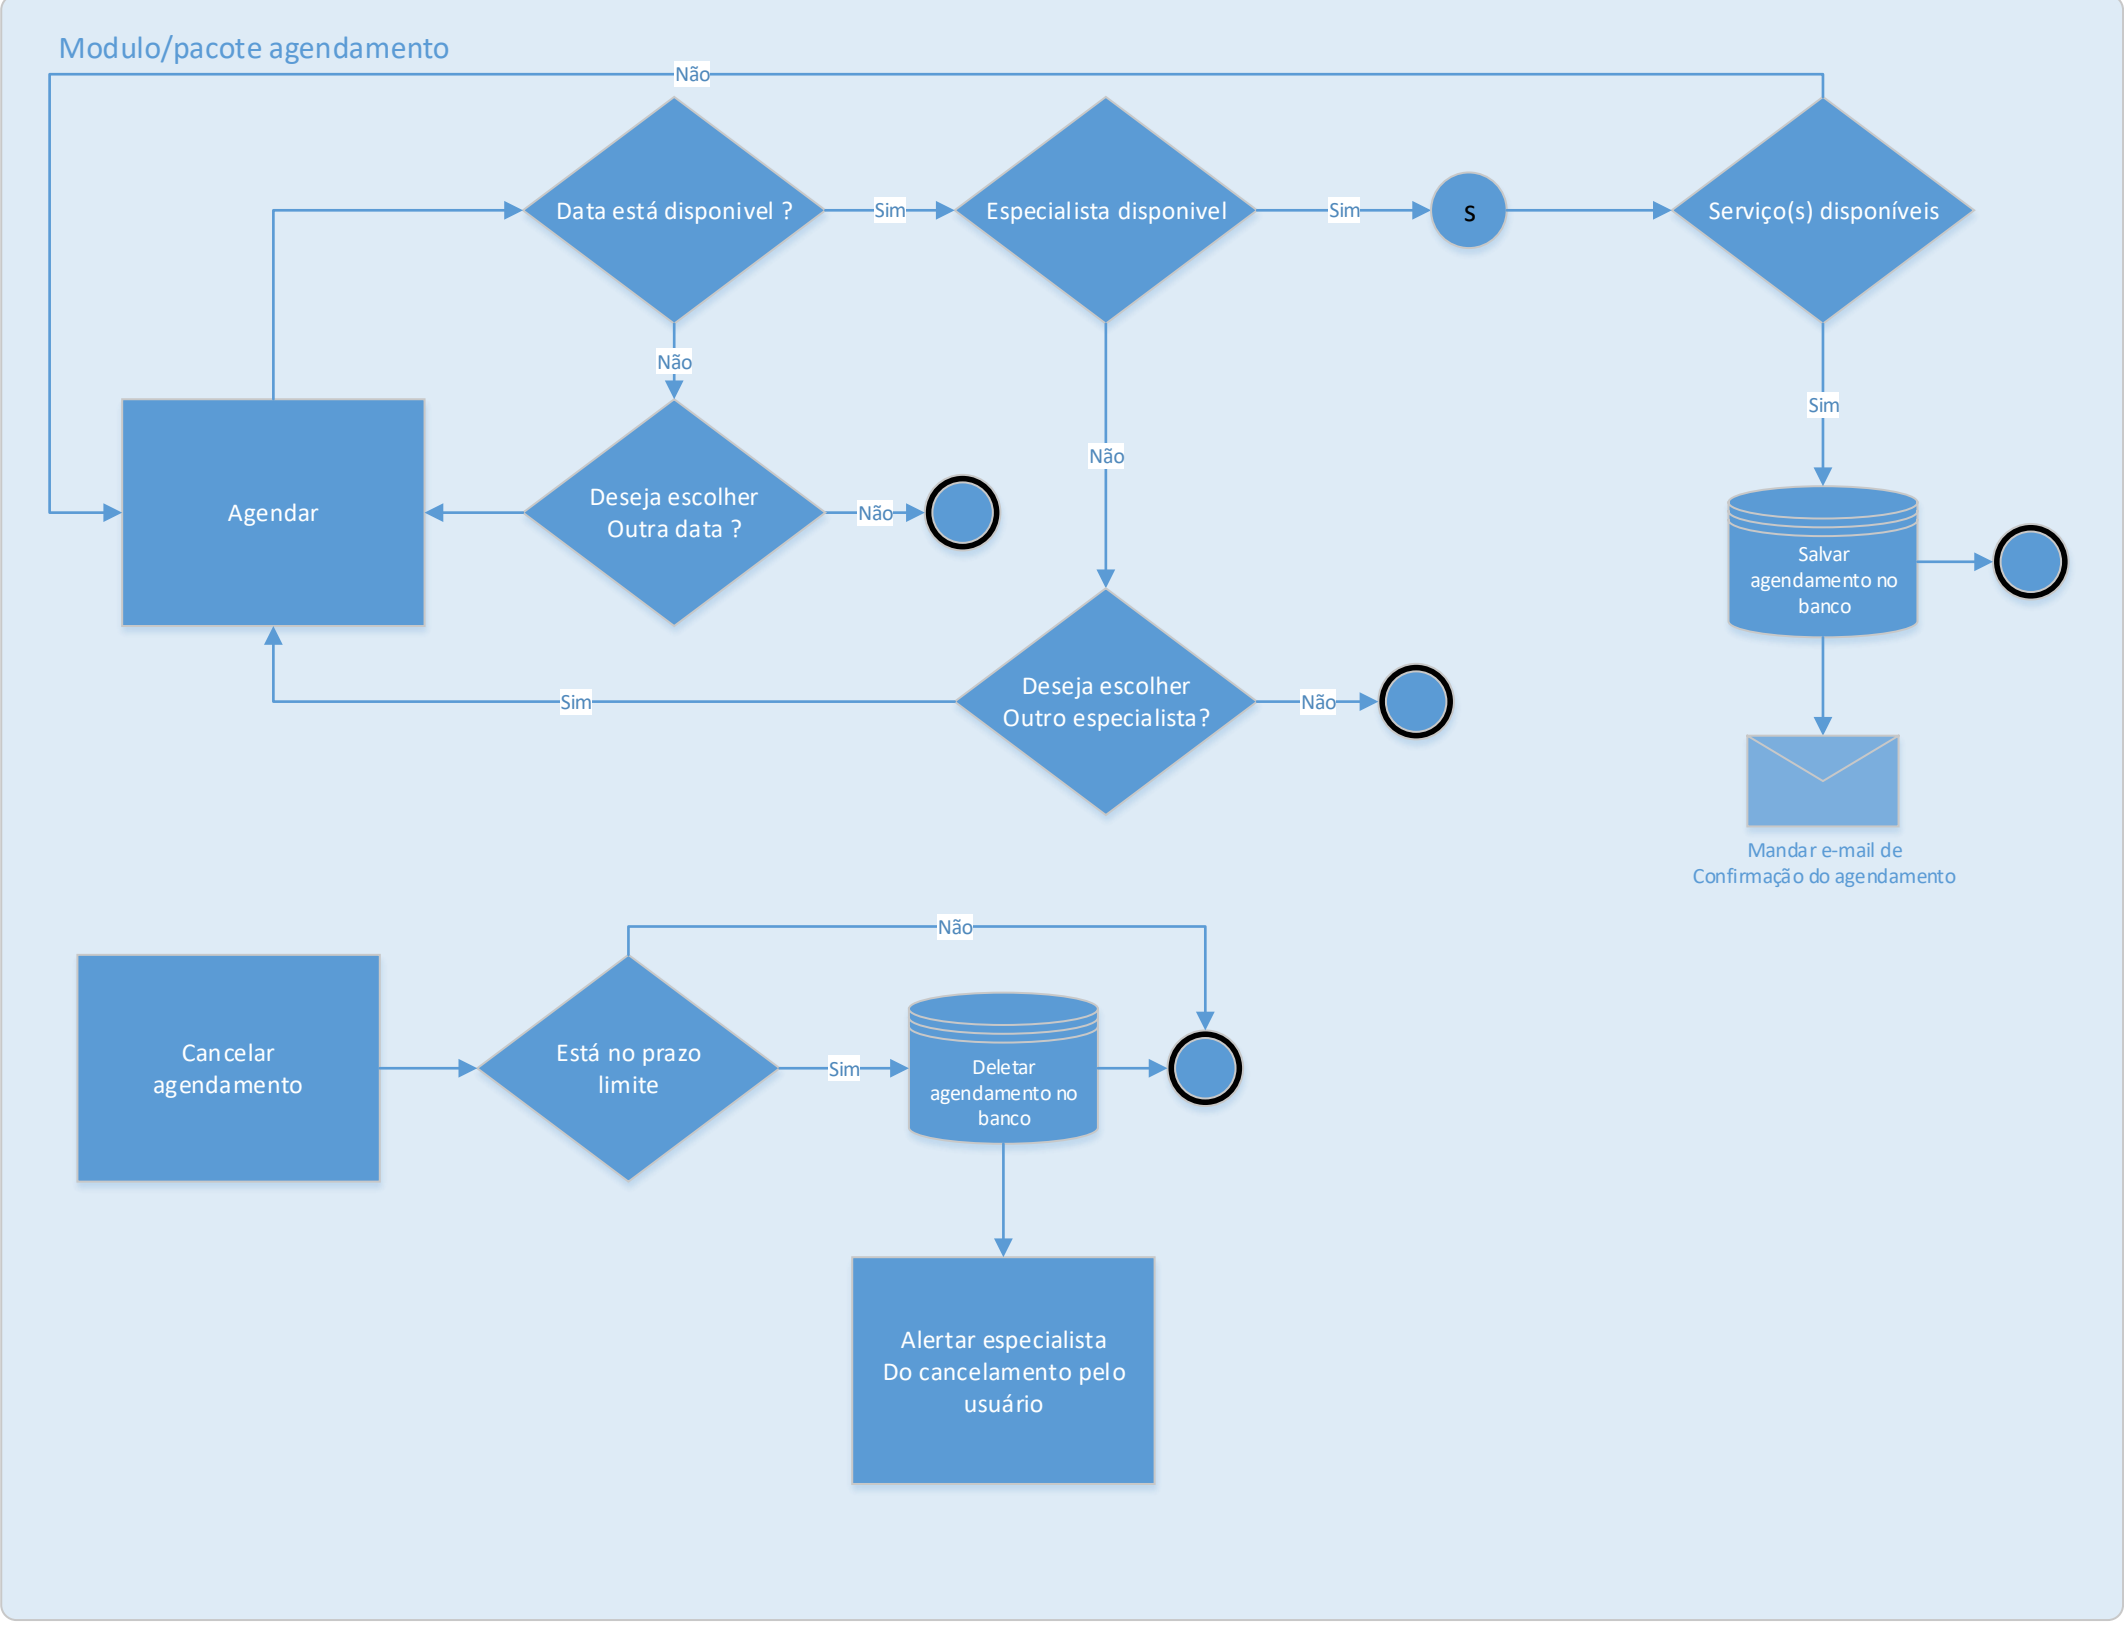 Modulo/pacote agendamento
Não
Data está disponivel ?
Sim
Especialista disponivel
Sim
s
Serviço(s) disponíveis
Não
Sim
Não
Agendar
Deseja escolher
Outra data ?
Não
Salvar
agendamento no
banco
Deseja escolher
Outro especialista?
Sim
Não
Mandar e-mail de
Confirmação do agendamento
Não
Cancelar
agendamento
Está no prazo
limite
Sim
Deletar
agendamento no
banco
Alertar especialista
Do cancelamento pelo
usuário